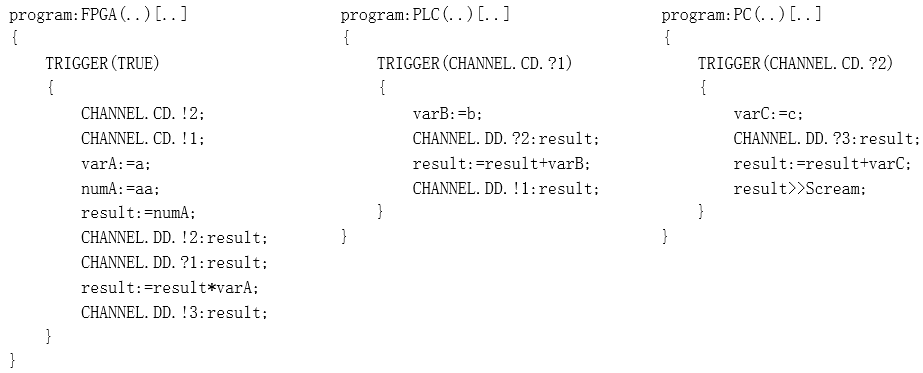 program:FPGA(..)[..]
{
TRIGGER(TRUE)
{
CHANNEL.CD.!2;
CHANNEL.CD.!1;
varA:=a;
numA:=aa;
result:=numA;
CHANNEL.DD.!2:result;
CHANNEL.DD.?1:result;
result:=result*varA;
CHANNEL.DD.!3:result;
}
}
program:PLC(..)[..]
{
TRIGGER(CHANNEL.CD.?1)
{
varB:=b;
CHANNEL.DD.?2:result;
result:=result+varB;
CHANNEL.DD.!1:result;
}
}
program:PC(..)[..]
{
TRIGGER(CHANNEL.CD.?2)
{
varC:=c;
CHANNEL.DD.?3:result;
result:=result+varC;
result>>Scream;
}
}